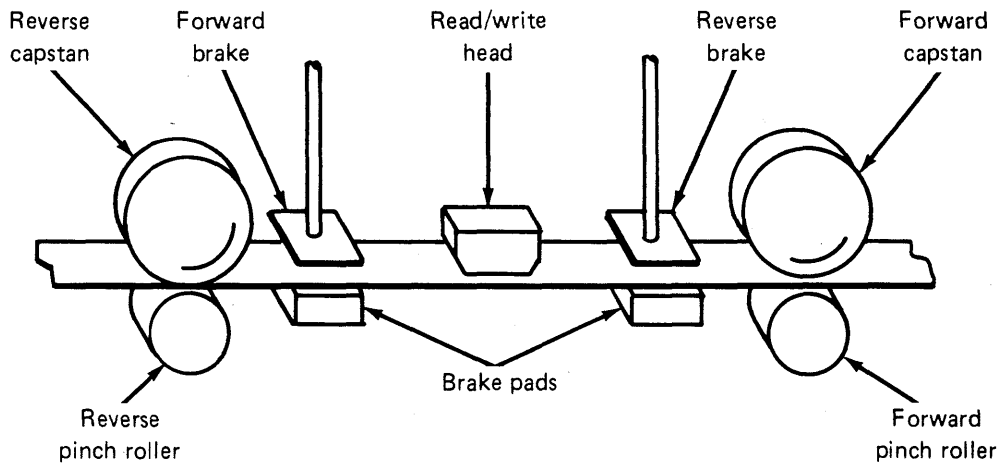 Reverse
capstan
Forward
brake
Read/write
head
Reverse
brake
Forward
capstan
Brake pads
Reverse
pinch roller
Forward
pinch roller